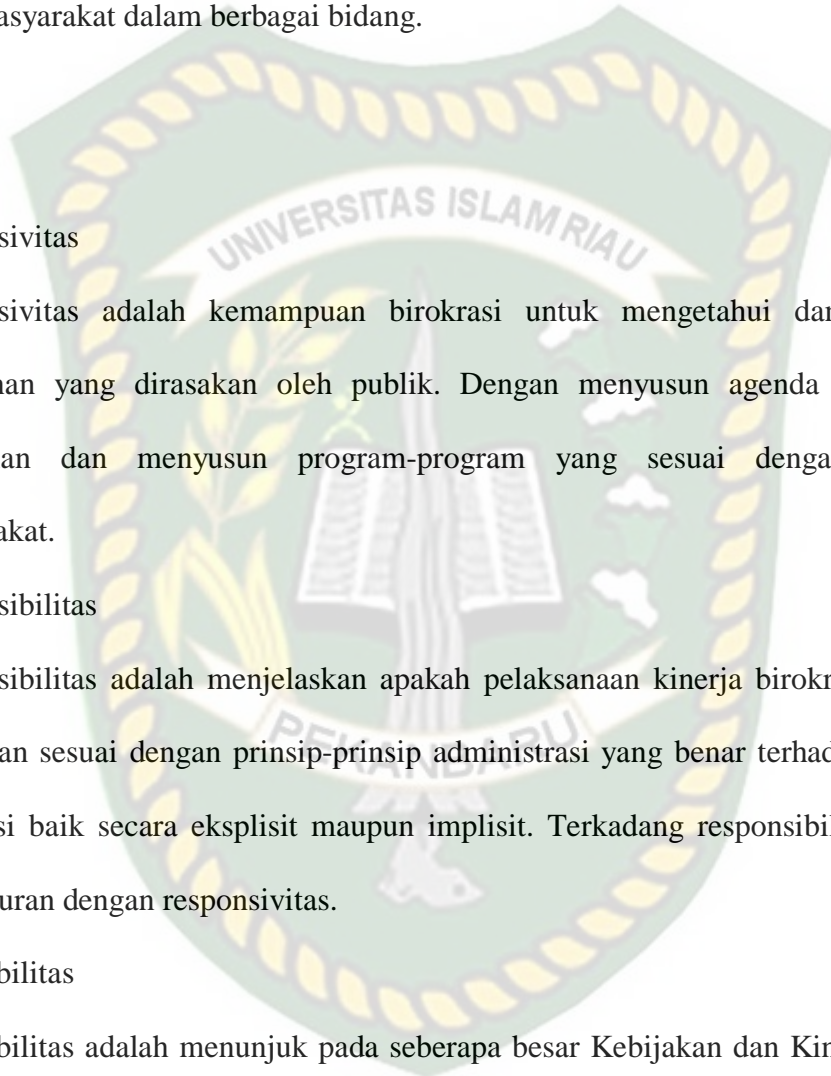 asyarakat dalam berbagai bidang.
UNIVERSITAS ISLAM RIAU
sivitas
sivitas adalah kemampuan birokrasi untuk mengetahui dan
nan yang dirasakan oleh publik. Dengan menyusun agenda
an dan menyusun program-program yang sesuai denga
akat.
sibilitas
sibilitas adalah menjelaskan apakah pelaksanaan kinerja birokr
an sesuai dengan prinsip-prinsip administrasi yang benar terhad
PEKANBARU
si baik secara eksplisit maupun implisit. Terkadang responsibil
uran dengan responsivitas.
bilitas
bilitas adalah menunjuk pada seberapa besar Kebijakan dan Kin